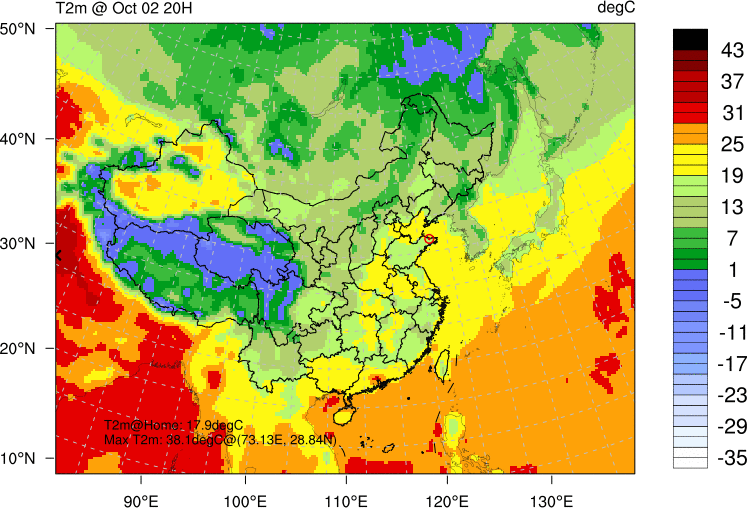 T2m @ Oct 02 20H
degC
50°N
40°N
30°N
20°N
10°N
T2m@Home: 17.9degC
Max T2m: 38.1degC@(73.13E, 28.84N)
90°E
100°E
110°E
120°E
130°E
43
37
31
25
19
13
7
1
-5
-11
-17
-23
-29
-35